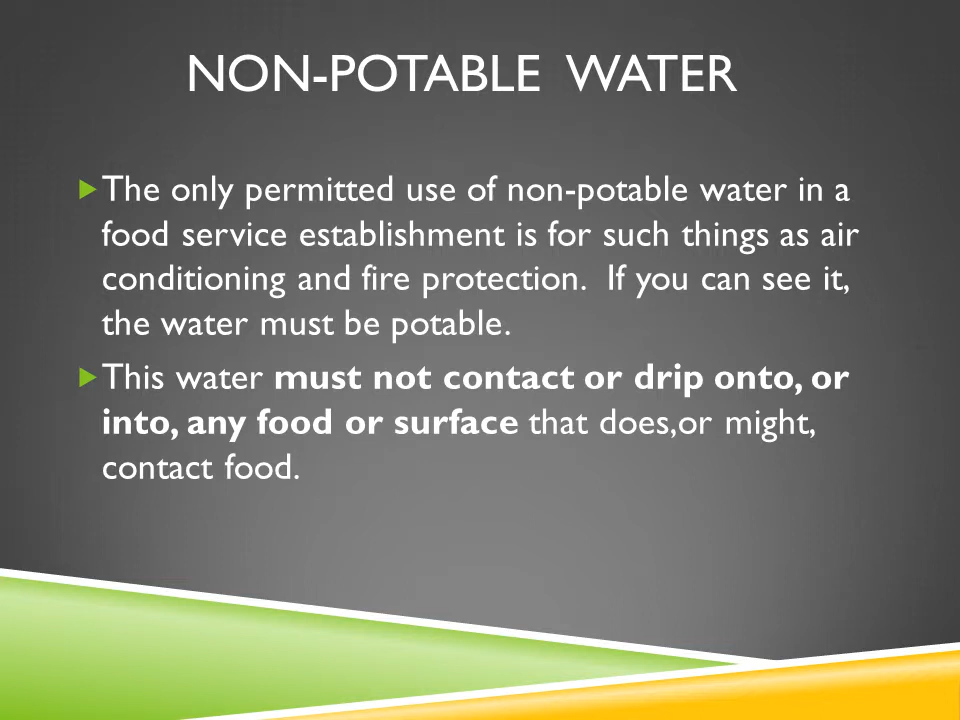 NON-POTABLE WATER
The only permitted use of non-potable water in a
food service establishment is for such things as air
conditioning and fire protection.  If you can see it,
the water must be potable.
This water must not contact or drip onto, or
into, any food or surface that does,or might,
contact food.